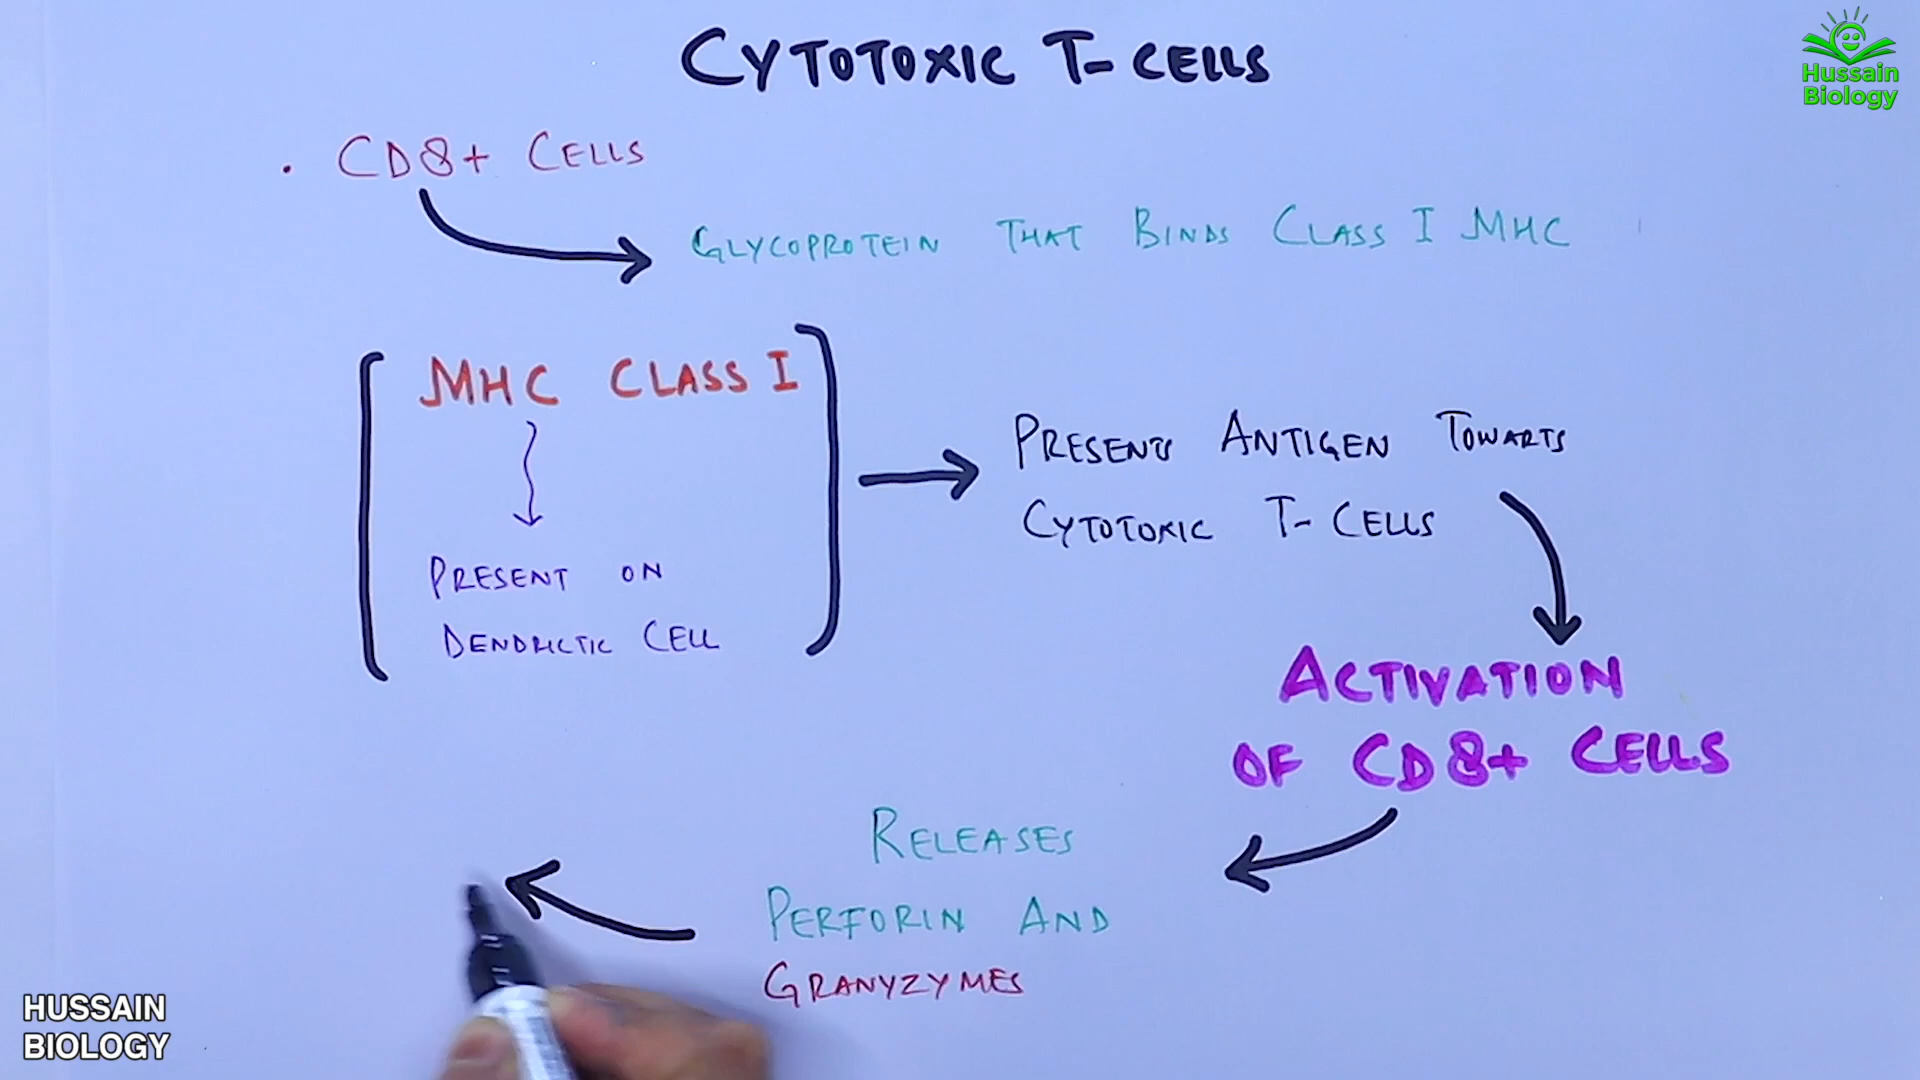 CYTOTOXIC T-CELLS
Hussain
Biology
. CD8+ CELLS
GLYCOPROTEIN THAT BINDS CLASS I MHC
MHC CLASS I
PRESENT ON
DENDRICTIC CELL
PRESENTS ANTIGEN TOWARTS
CYTOTOXIC T-CELLS
ACTIVATION
OF CD8+ CELLS
RELEASES
PERFORIN AND
GRANYZYMES
HUSSAIN
BIOLOGY